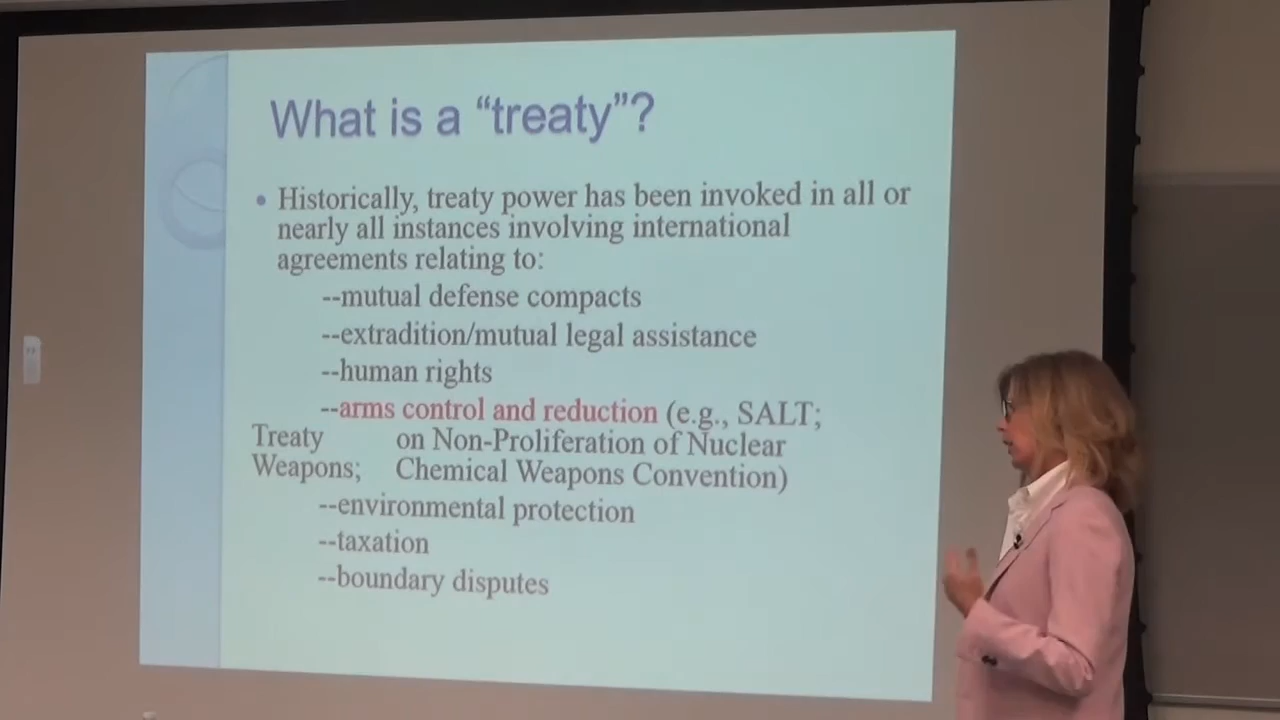 What is a “treaty”?
• Historically, treaty power has been invoked in all or
nearly all instances involving international
agreements relating to:
--mutual defense compacts
--extradition/mutual legal assistance
--human rights
--arms control and reduction (e.g., SALT;
Treaty on Non-Proliferation of Nuclear
Weapons; Chemical Weapons Convention)
--environmental protection
--taxation
--boundary disputes